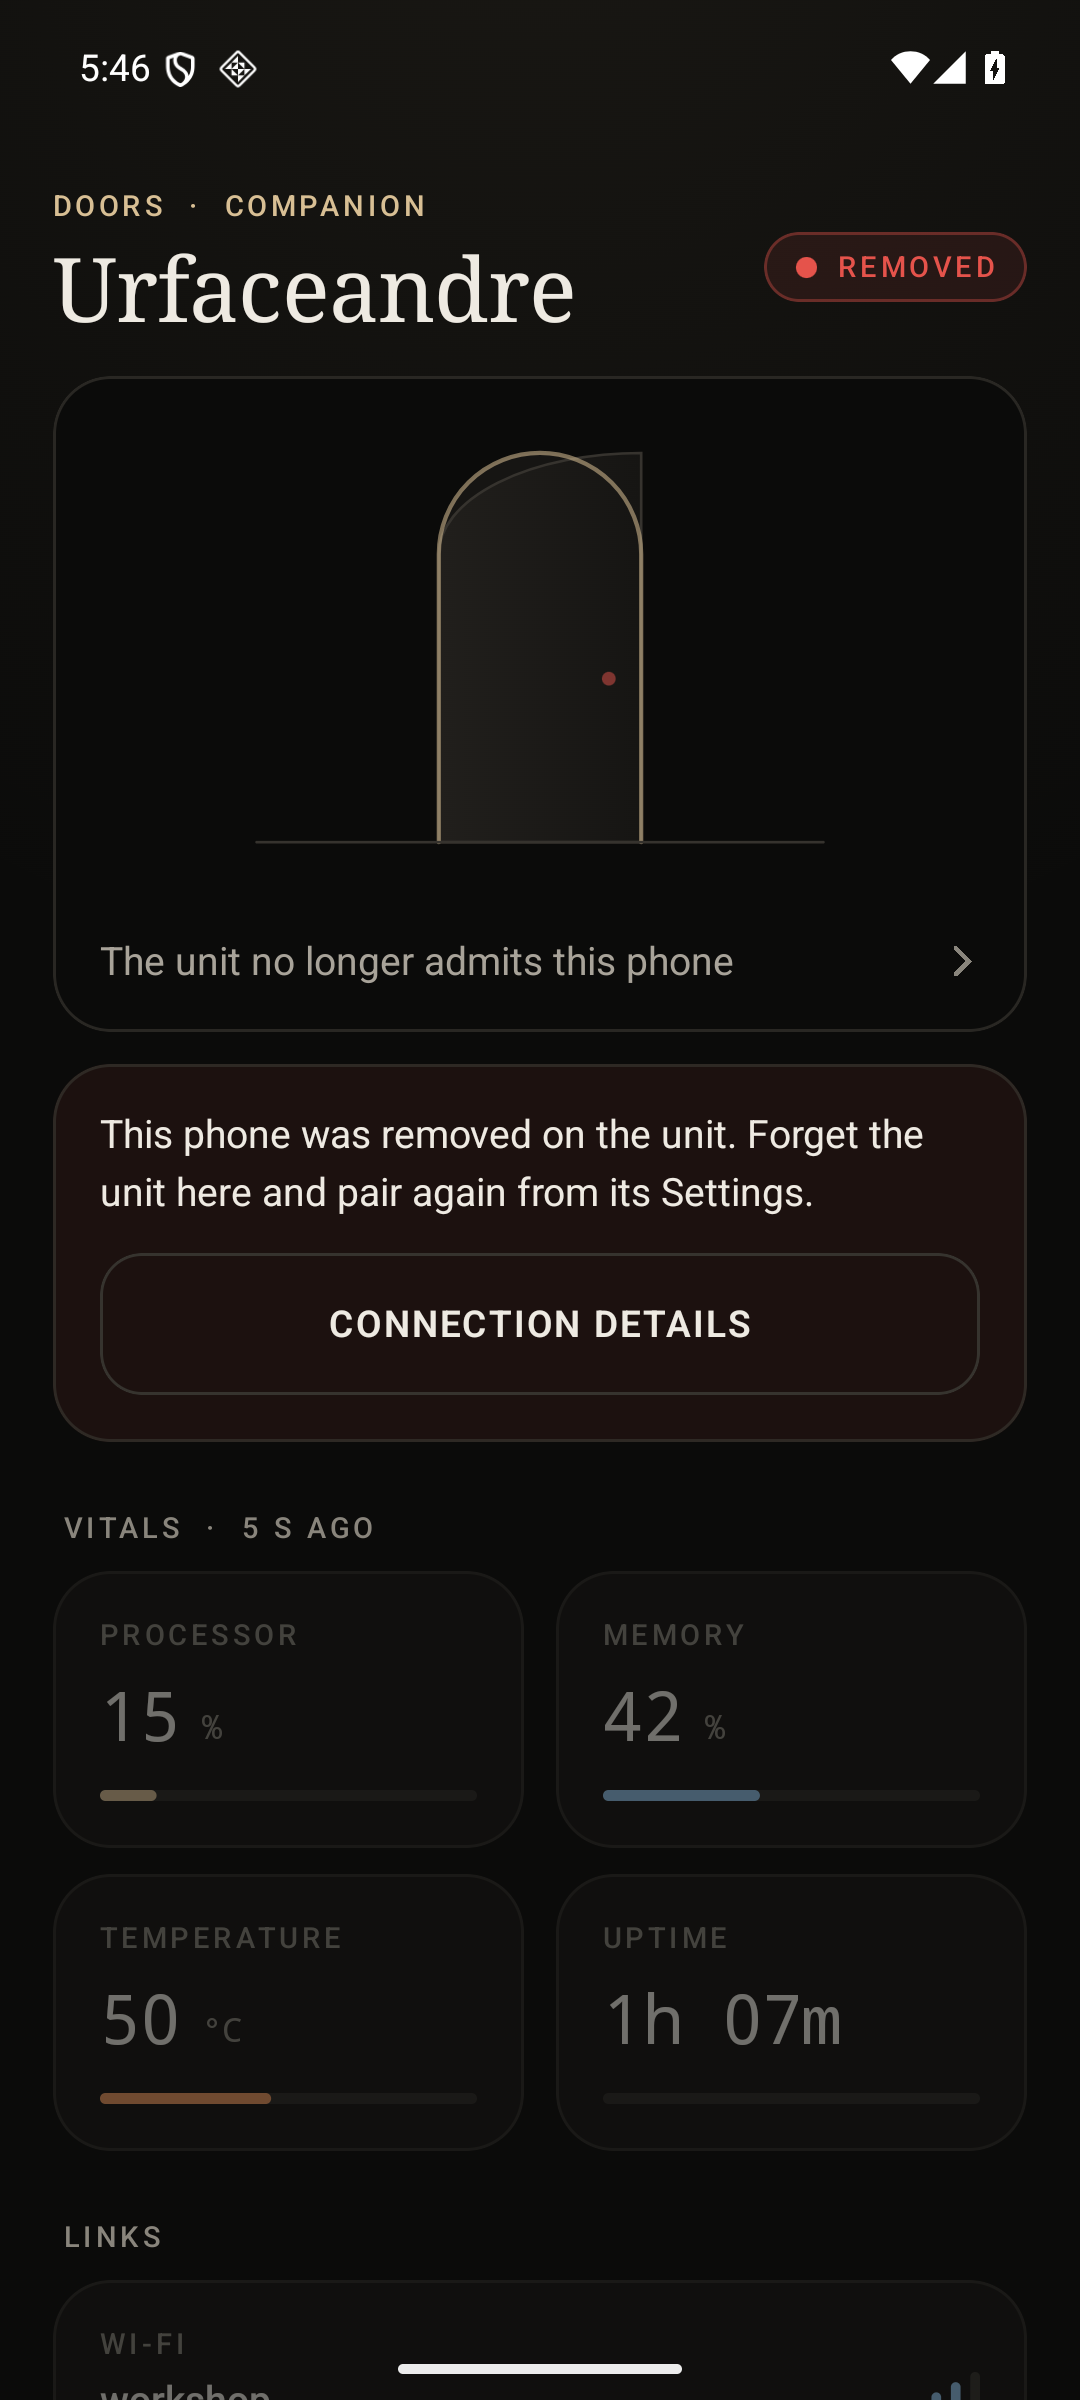 5:46
DOORS · COMPANION
Urfaceandre
REMOVED
The unit no longer admits this phone
This phone was removed on the unit. Forget the
unit here and pair again from its Settings.
CONNECTION DETAILS
VITALS · 5 S AGO
PROCESSOR
15 %
MEMORY
42 %
TEMPERATURE
50 °C
UPTIME
1h 07m
LINKS
WI-FI
workshop